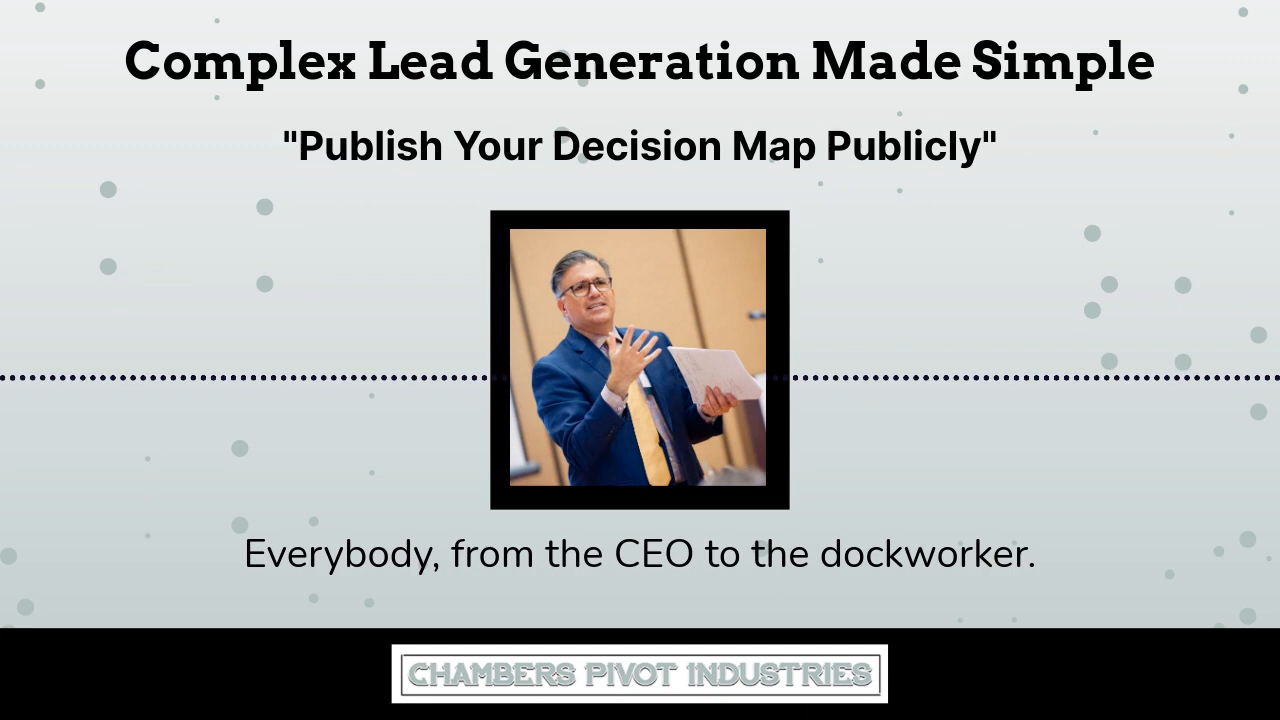 Complex Lead Generation Made Simple
"Publish Your Decision Map Publicly"
Everybody, from the CEO to the dockworker.
CHAMBERS PIVOT INDUSTRIES